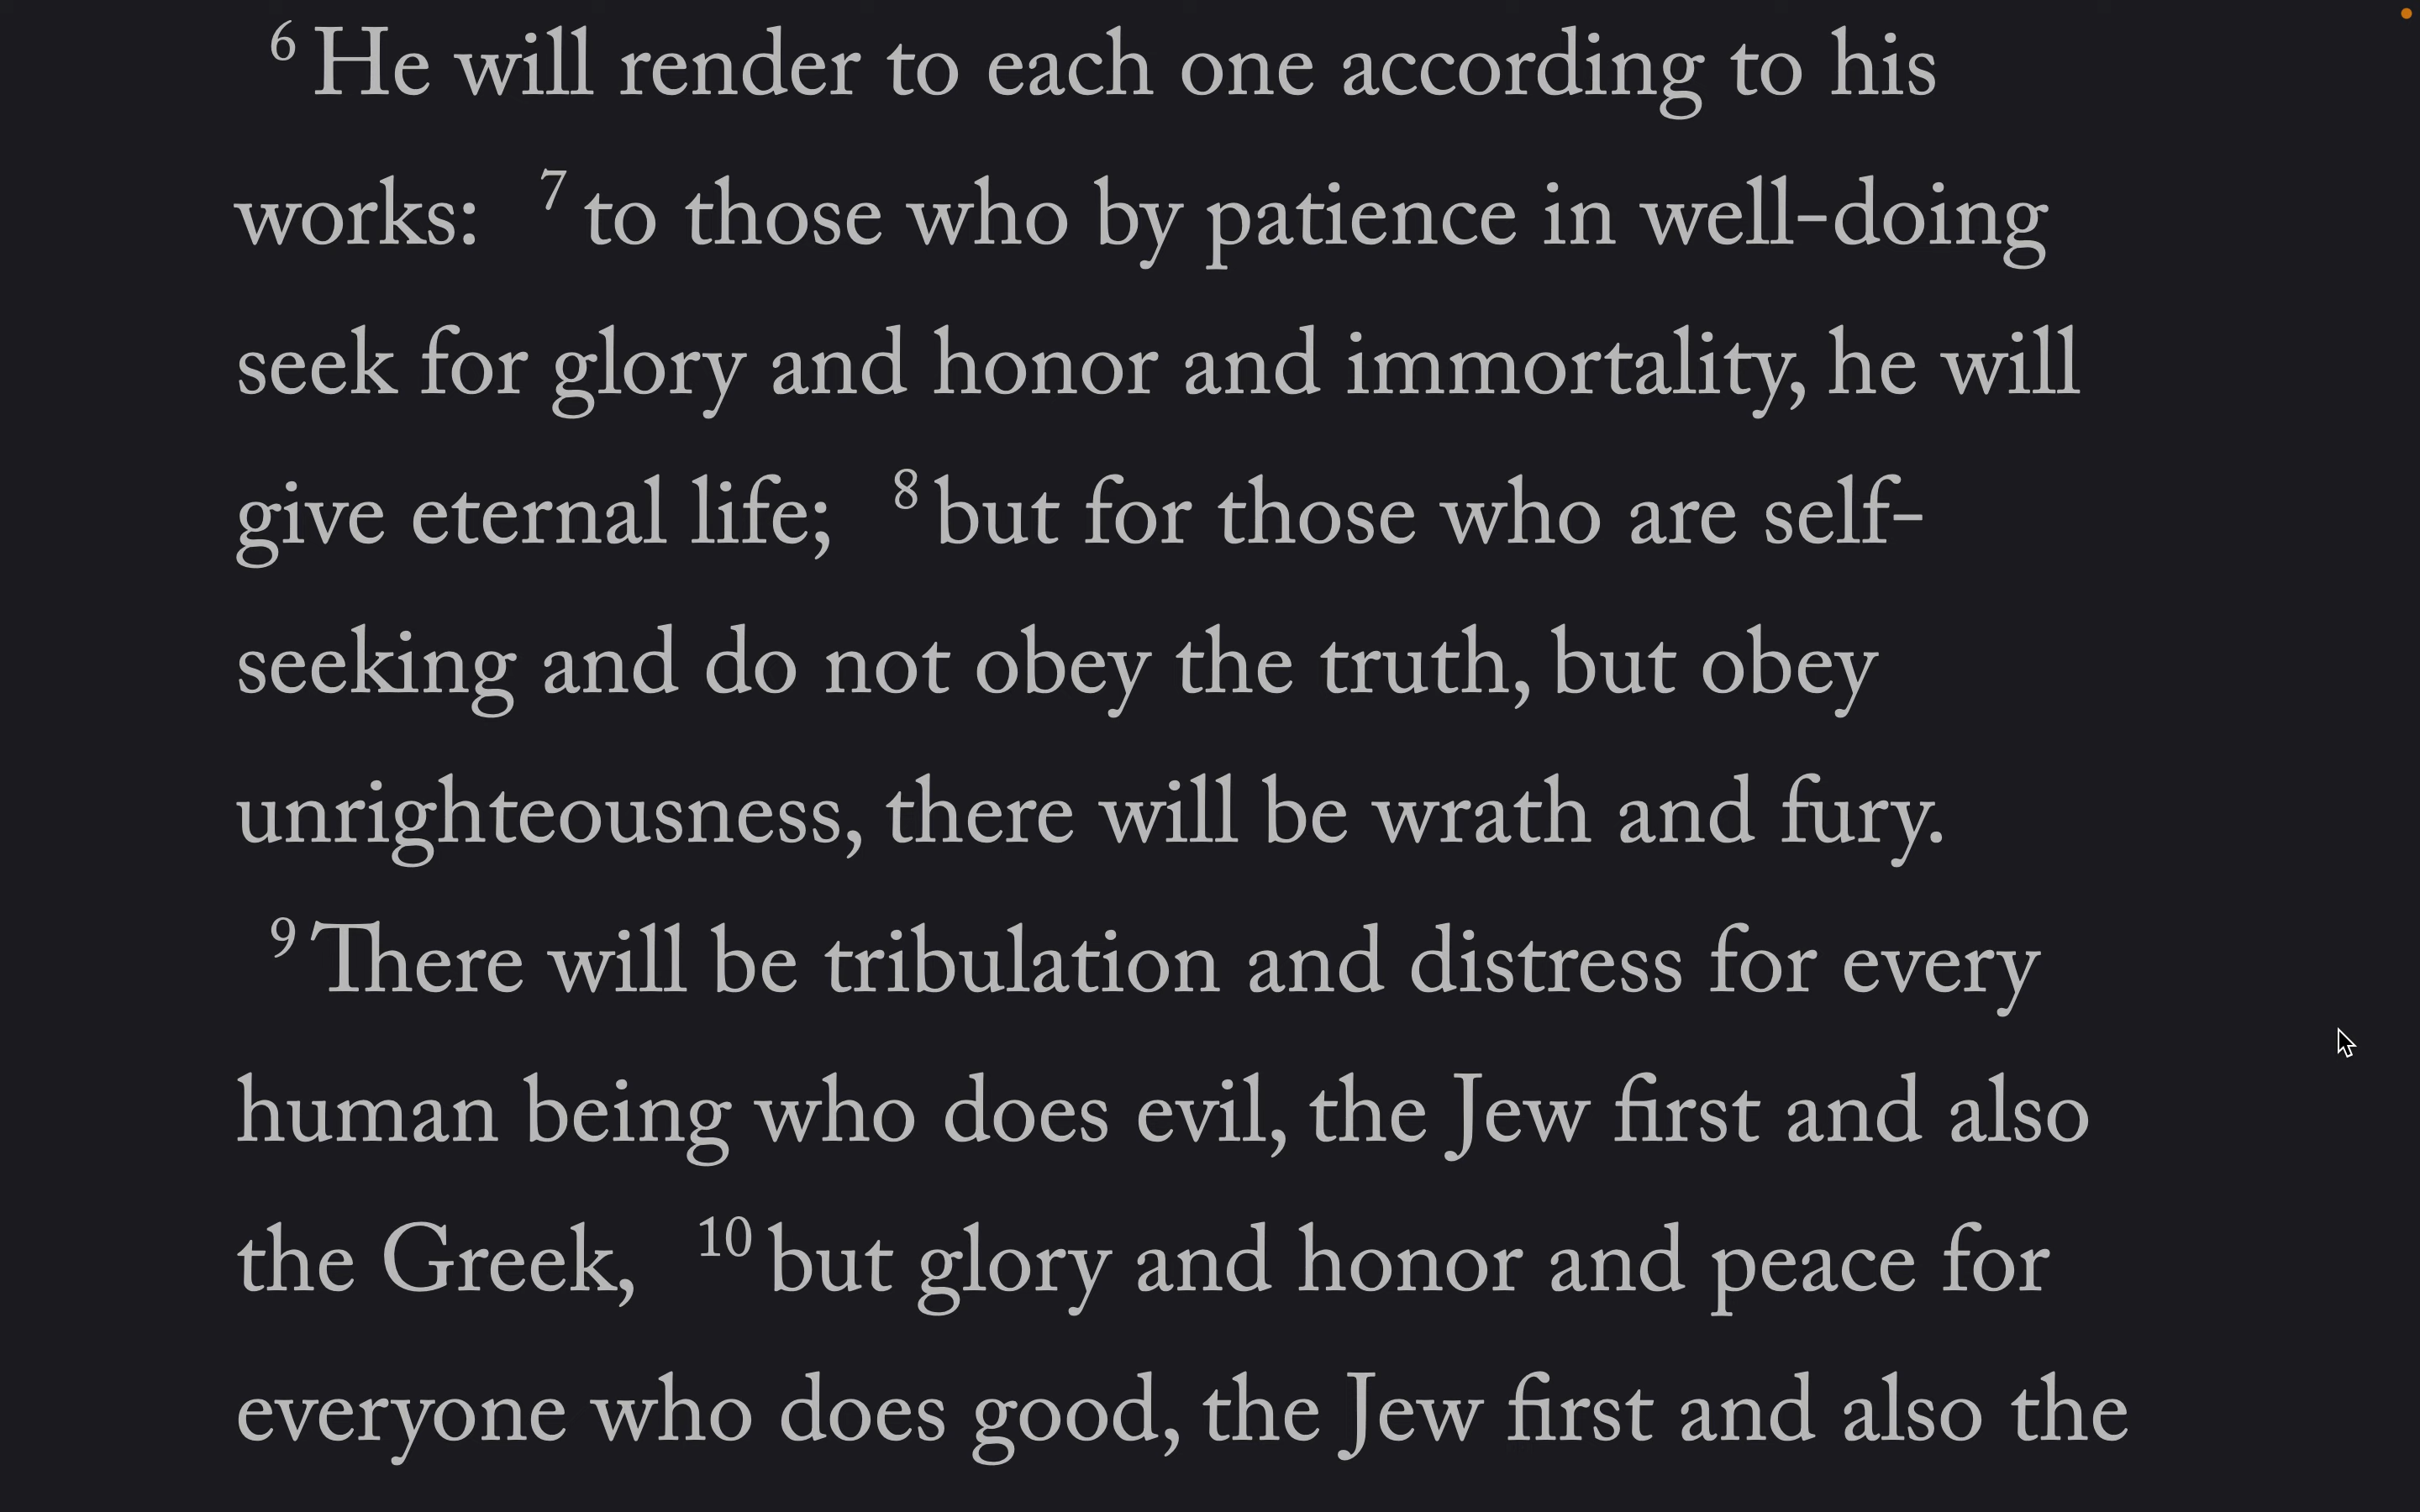 6 He will render to each one according to his
works: 7 to those who by patience in well-doing
seek for glory and honor and immortality, he will
give eternal life; 8 but for those who are self-
seeking and do not obey the truth, but obey
unrighteousness, there will be wrath and fury.
9 There will be tribulation and distress for every
human being who does evil, the Jew first and also
the Greek, 10 but glory and honor and peace for
everyone who does good, the Jew first and also the